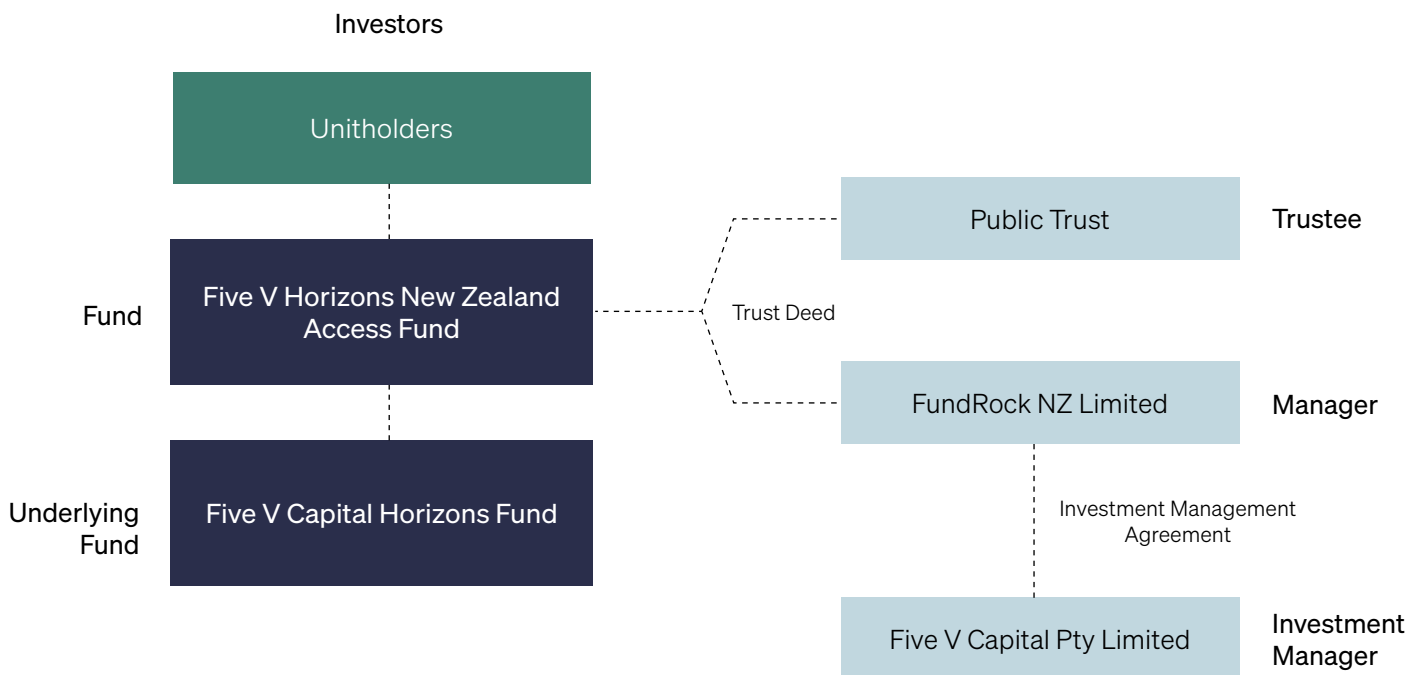 Investors
Unitholders
Fund
Five V Horizons New Zealand
Access Fund
Trust Deed
Public Trust
Trustee
FundRock NZ Limited
Manager
Underlying
Fund
Five V Capital Horizons Fund
Investment Management
Agreement
Five V Capital Pty Limited
Investment
Manager